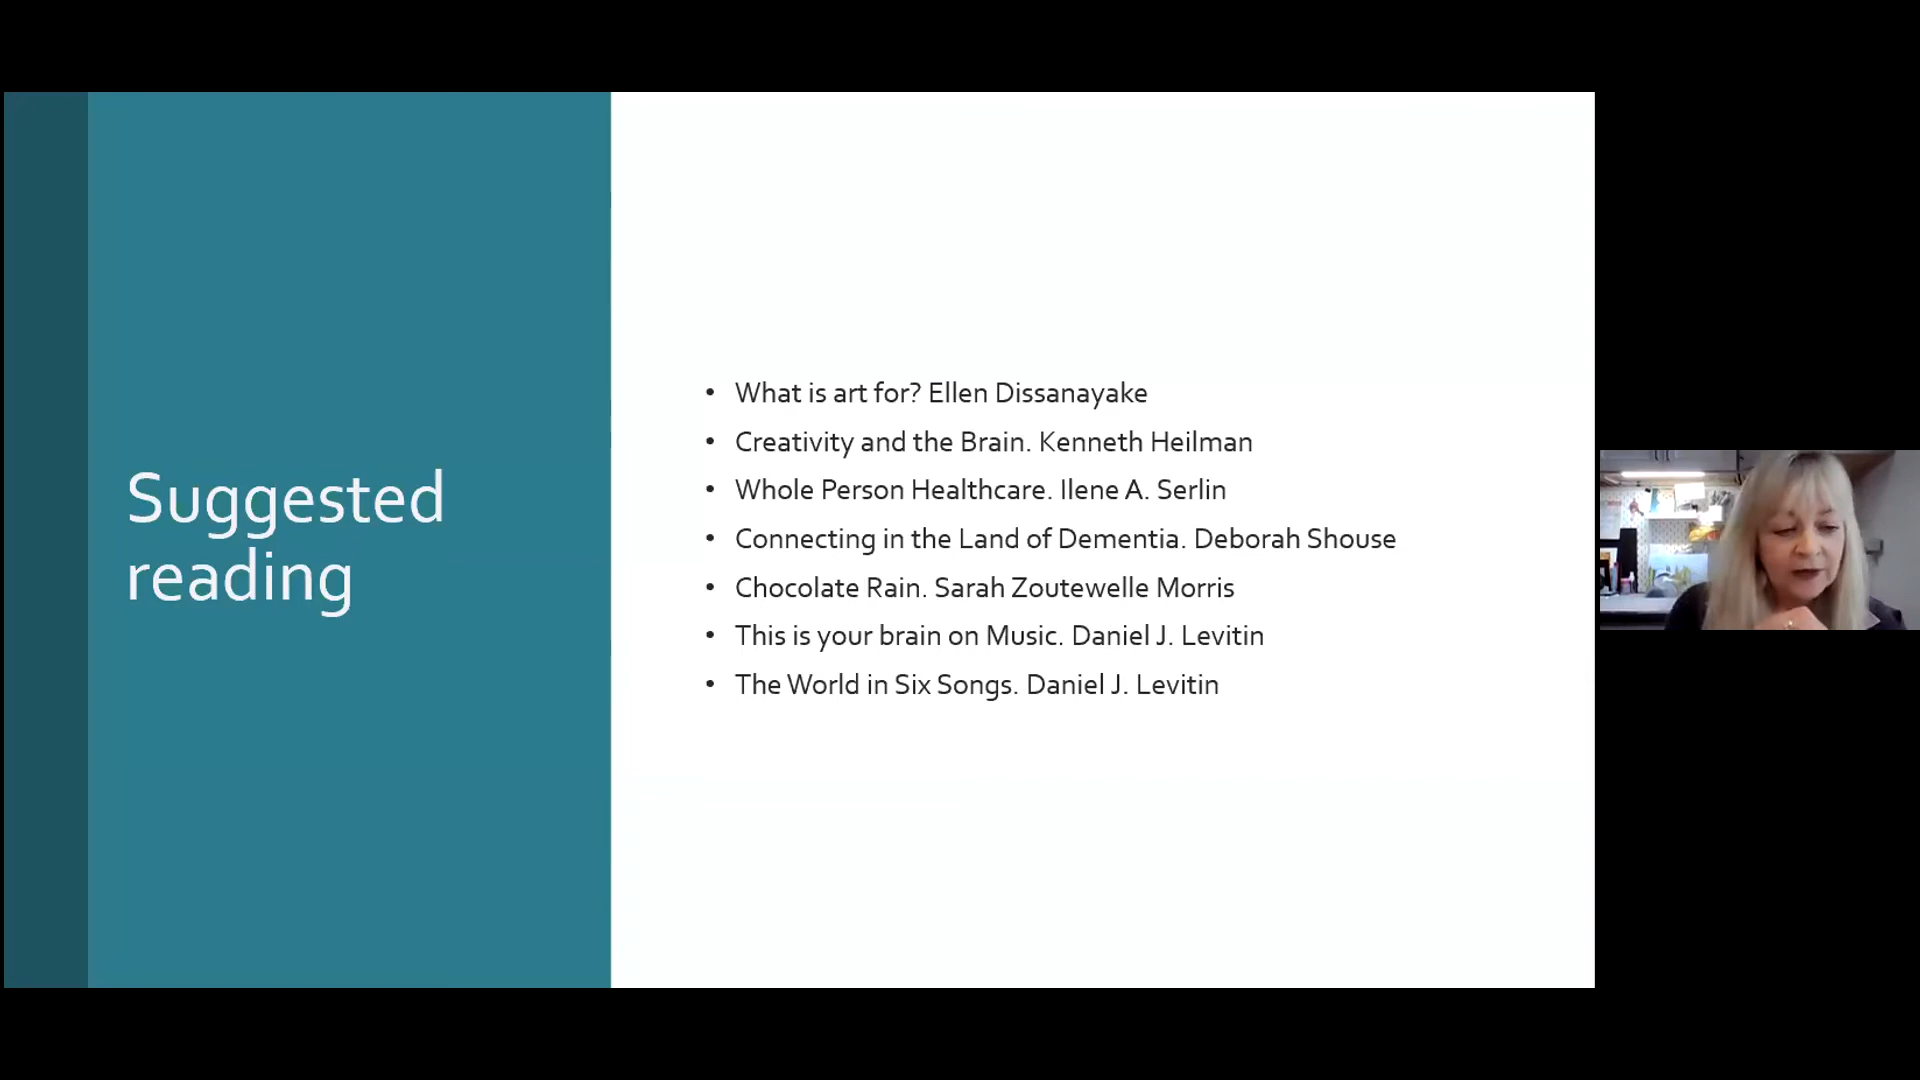 Suggested
reading
• What is art for? Ellen Dissanayake
• Creativity and the Brain. Kenneth Heilman
• Whole Person Healthcare. Ilene A. Serlin
• Connecting in the Land of Dementia. Deborah Shouse
• Chocolate Rain. Sarah Zoutewelle Morris
• This is your brain on Music. Daniel J. Levitin
• The World in Six Songs. Daniel J. Levitin